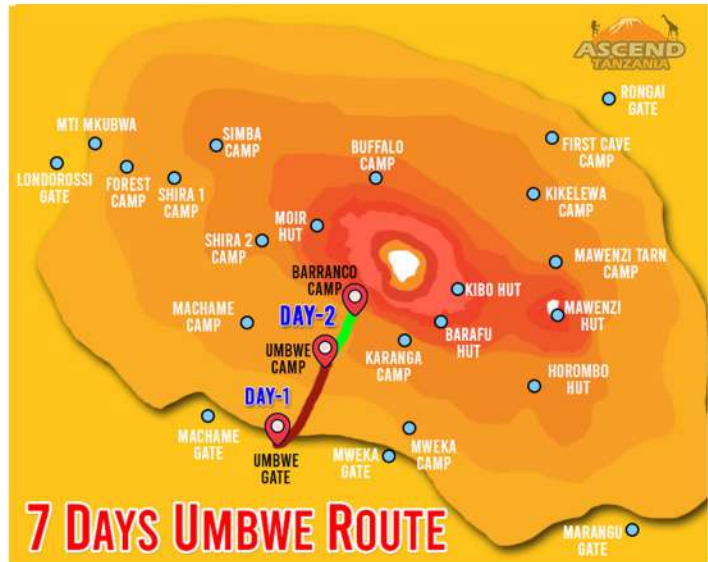 ASCEND
TANZANIA
RONGAI
GATE
MTI MKUBWA
SIMBA
CAMP
FIRST CAVE
CAMP
BUFFALO
CAMP
LONDOROSSI
GATE
FOREST
CAMP
SHIRA 1
CAMP
KIKELEWA
CAMP
MOIR
HUT
SHIRA 2
CAMP
MAWENZI TARN
CAMP
BARRANCO
CAMP
KIBO HUT
MACHAME
CAMP
DAY-2
MAWENZI
HUT
BARAFU
HUT
UMBWE
CAMP
KARANGA
CAMP
HOROMBO
HUT
DAY-1
MACHAME
GATE
UMBWE
GATE
MWEKA
GATE
MWEKA
CAMP
7 DAYS UMBWE ROUTE
MARANGU
GATE